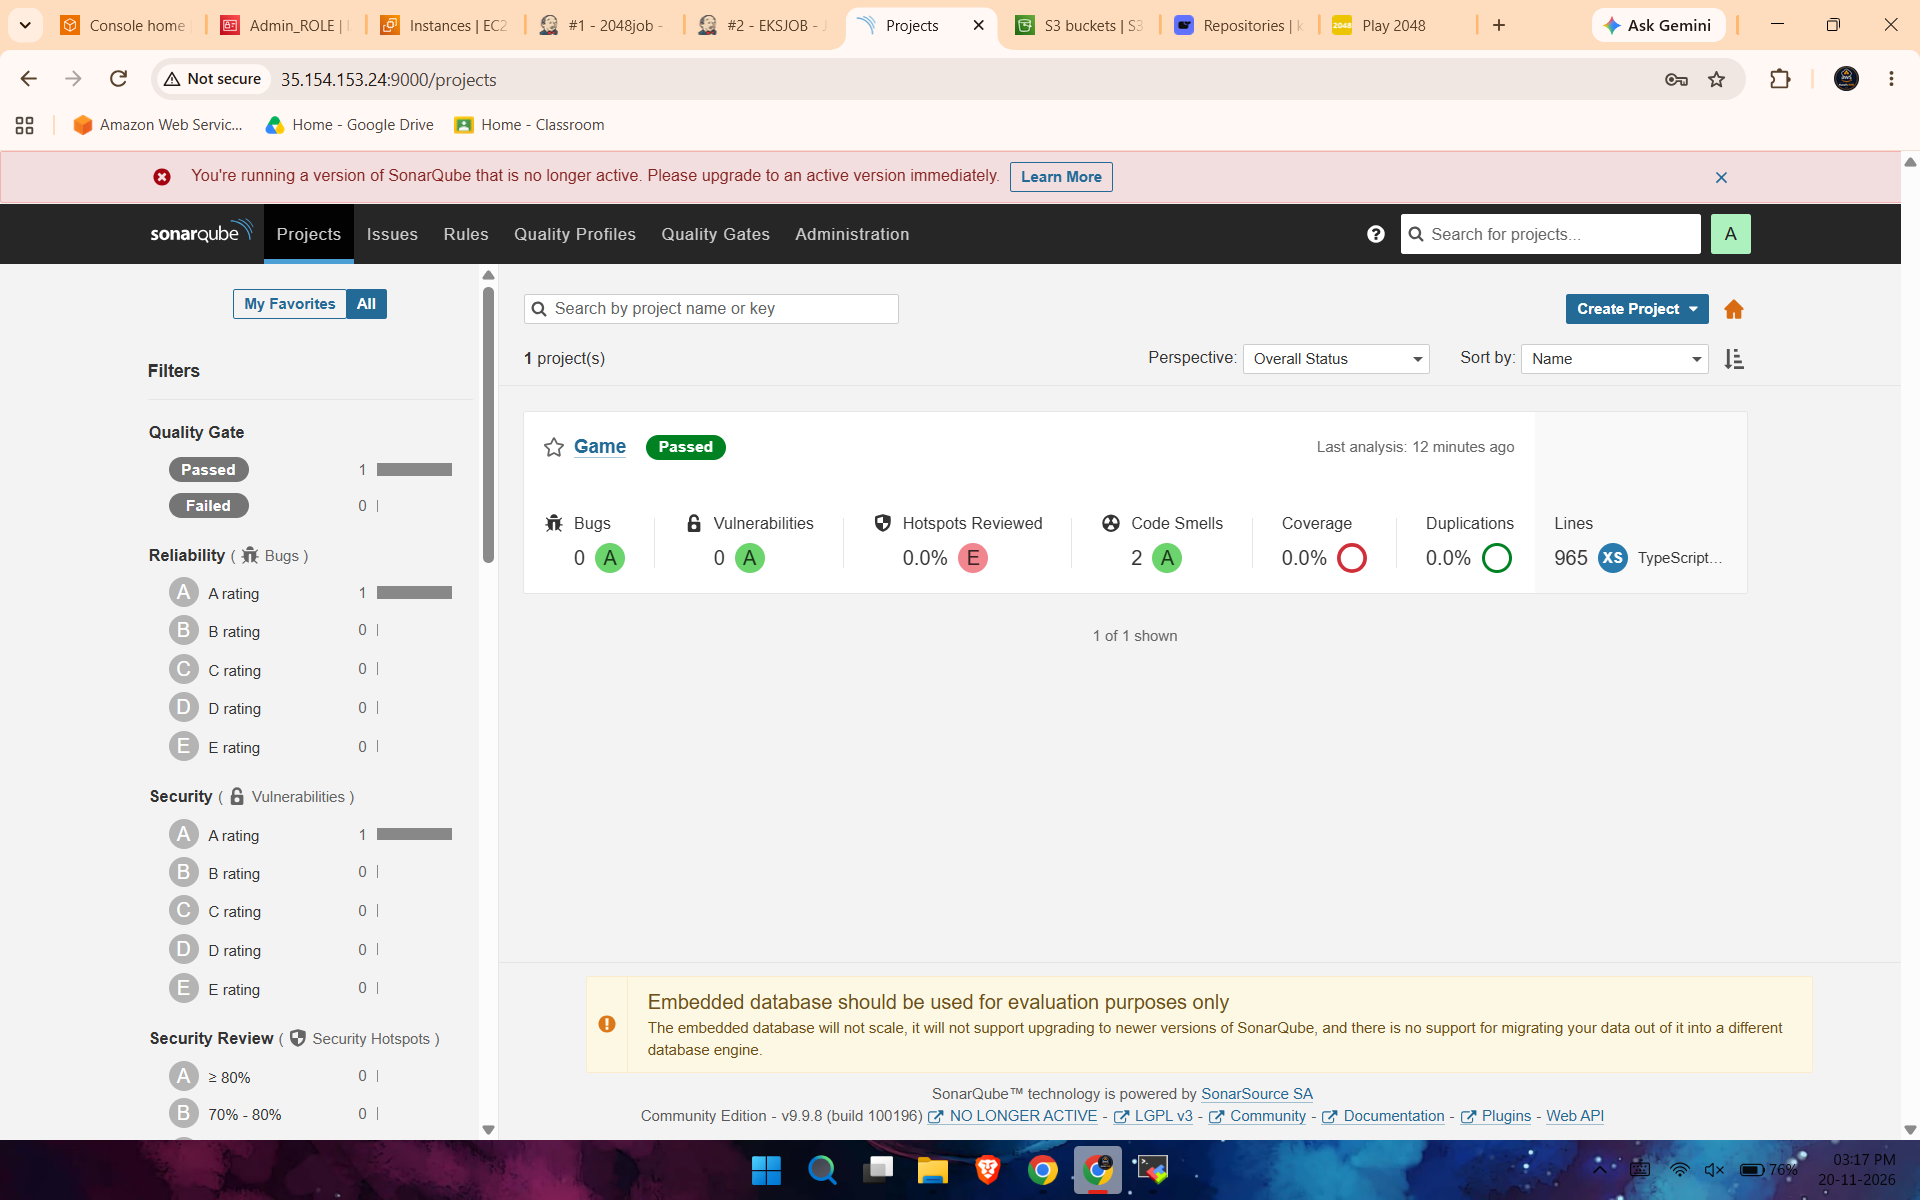 Console home
Admin_ROLE | I
Instances | EC2
#1 - 2048job -
#2 - EKSJOB - J
Projects
S3 buckets | S3
Repositories | k
2048
Play 2048
Ask Gemini
Not secure
35.154.153.24:9000/projects
aws
Amazon Web Servic...
Home - Google Drive
Home - Classroom
You're running a version of SonarQube that is no longer active. Please upgrade to an active version immediately.
Learn More
sonarqube
Projects
Issues
Rules
Quality Profiles
Quality Gates
Administration
Search for projects...
A
My Favorites
All
Search by project name or key
Create Project
1 project(s)
Perspective:
Overall Status
Sort by:
Name
Filters
Quality Gate
Passed 1
Failed 0
Reliability ( Bugs )
A A rating 1
B B rating 0
C C rating 0
D D rating 0
E E rating 0
Security ( Vulnerabilities )
A A rating 1
B B rating 0
C C rating 0
D D rating 0
E E rating 0
Security Review ( Security Hotspots )
A ≥ 80% 0
B 70% - 80% 0
Game
Passed
Last analysis: 12 minutes ago
Bugs
0 A
Vulnerabilities
0 A
Hotspots Reviewed
0.0% E
Code Smells
2 A
Coverage
0.0%
Duplications
0.0%
Lines
965 XS TypeScript...
1 of 1 shown
Embedded database should be used for evaluation purposes only
The embedded database will not scale, it will not support upgrading to newer versions of SonarQube, and there is no support for migrating your data out of it into a different
database engine.
SonarQube™ technology is powered by SonarSource SA
Community Edition - v9.9.8 (build 100196) NO LONGER ACTIVE - LGPL v3 - Community - Documentation - Plugins - Web API
76%
03:17 PM
20-11-2026